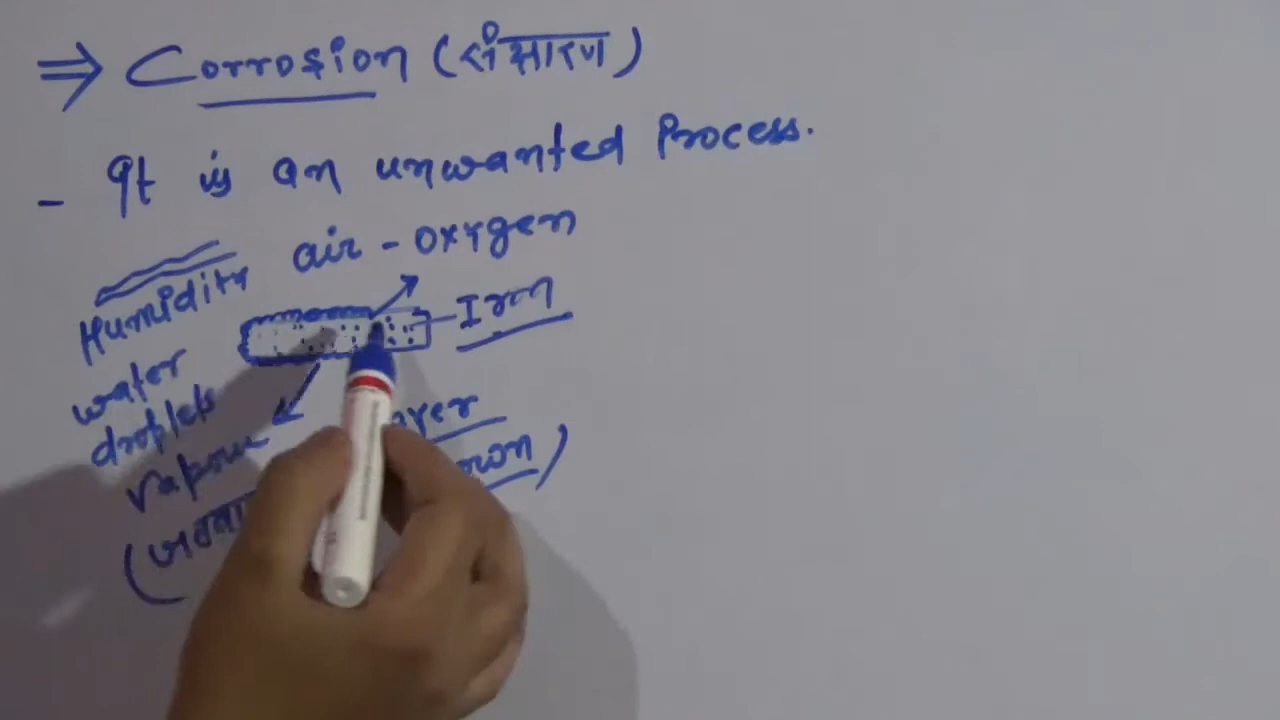 ⇒ Corrosion (संक्षारण)
- It is an unwanted Process.
air - oxygen
Humidity
Iron
water
droplets
vapour